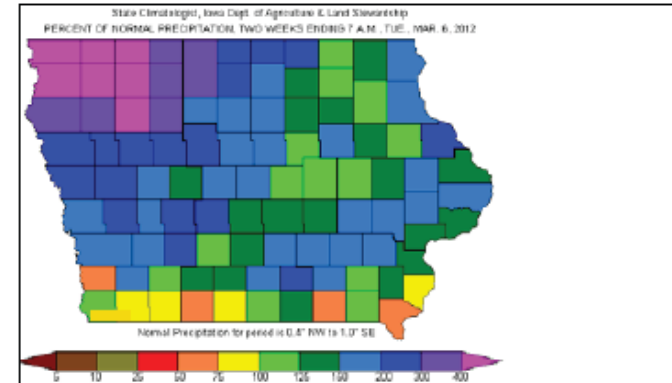 State Climatologist, Iowa Dept. of Agriculture & Land Stewardship
PERCENT OF NORMAL PRECIPITATION, TWO WEEKS ENDING 7 A.M., TUE., MAR. 6, 2012
Normal Precipitation for period is 0.4" NW to 1.0" SE
5 10 25 50 75 100 125 150 200 300 400